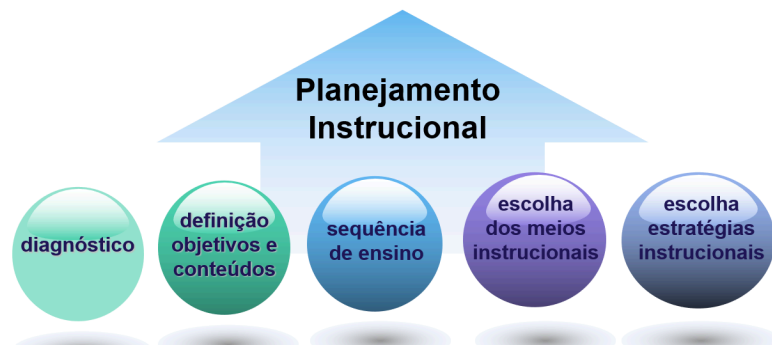 Planejamento
Instrucional
diagnóstico
definição
objetivos e
conteúdos
sequência
de ensino
escolha
dos meios
instrucionais
escolha
estratégias
instrucionais